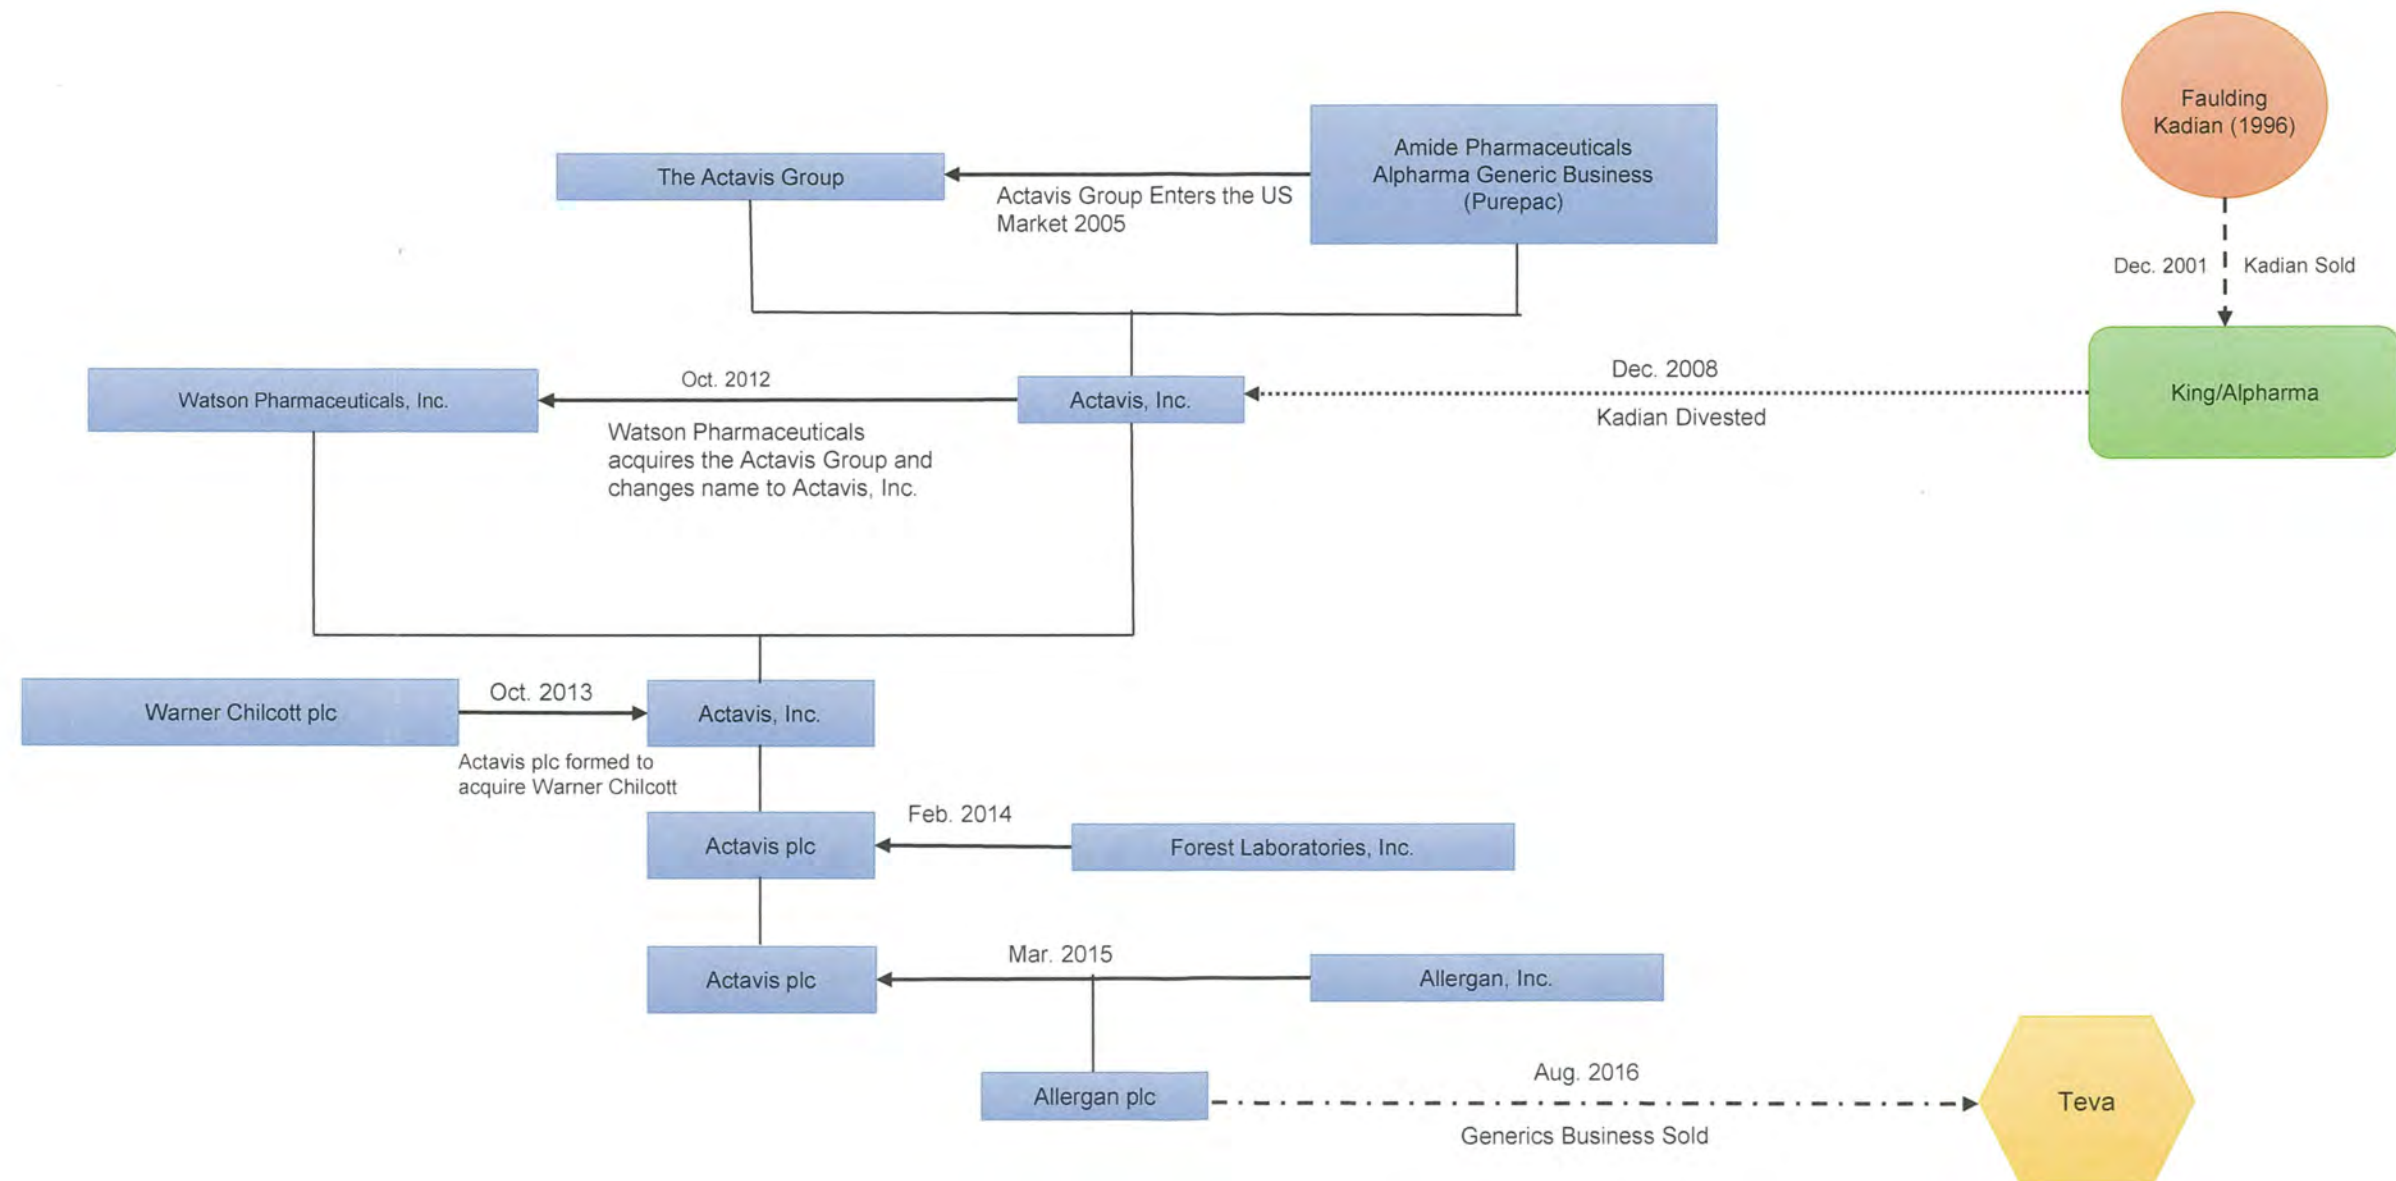 Faulding
Kadian (1996)
Amide Pharmaceuticals
Alpharma Generic Business
(Purepac)
The Actavis Group
Actavis Group Enters the US
Market 2005
Dec. 2001
Kadian Sold
Dec. 2008
Oct. 2012
King/Alpharma
Watson Pharmaceuticals, Inc.
Actavis, Inc.
Kadian Divested
Watson Pharmaceuticals
acquires the Actavis Group and
changes name to Actavis, Inc.
Oct. 2013
Warner Chilcott plc
Actavis, Inc.
Actavis plc formed to
acquire Warner Chilcott
Feb. 2014
Actavis plc
Forest Laboratories, Inc.
Mar. 2015
Actavis plc
Allergan, Inc.
Aug. 2016
Allergan plc
Teva
Generics Business Sold